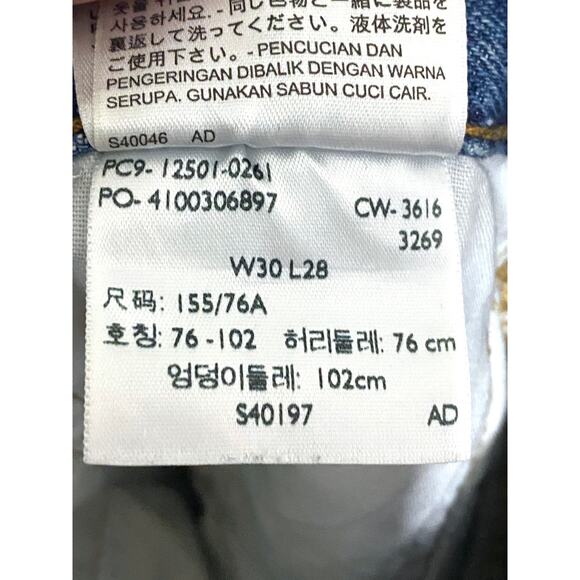 사용하세요. - 同じ色物と一緒に製品を
裏返して洗ってください。液体洗剤が
ご使用下さい。- PENCUCIAN DAN
PENGERINGAN DIBALIK DENGAN WARNA
SERUPA. GUNAKAN SABUN CUCI CAIR.
S40046 AD
PC9- 12501-0261
PO- 4100306897 CW- 3616
3269
W30 L28
尺码: 155/76A
호칭: 76 -102 허리둘레: 76 cm
엉덩이둘레: 102cm
S40197 AD